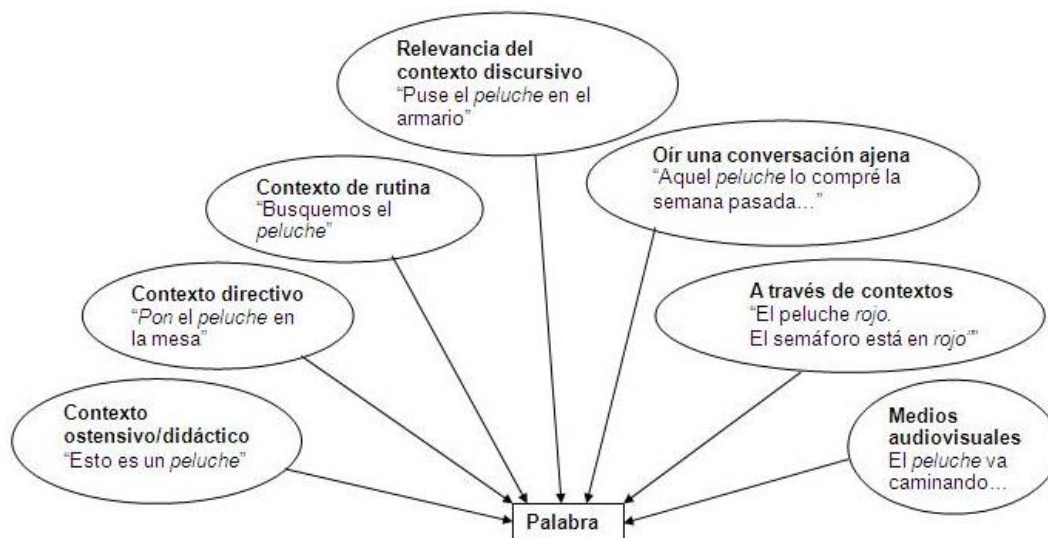 Relevancia del
contexto discursivo
“Puse el peluche en el
armario”
Oír una conversación ajena
“Aquel peluche lo compré la
semana pasada…”
Contexto de rutina
“Busquemos el
peluche”
Contexto directivo
“Pon el peluche en
la mesa”
A través de contextos
“El peluche rojo.
El semáforo está en rojo””
Contexto
ostensivo/didáctico
“Esto es un peluche”
Medios
audiovisuales
El peluche va
caminando…
Palabra